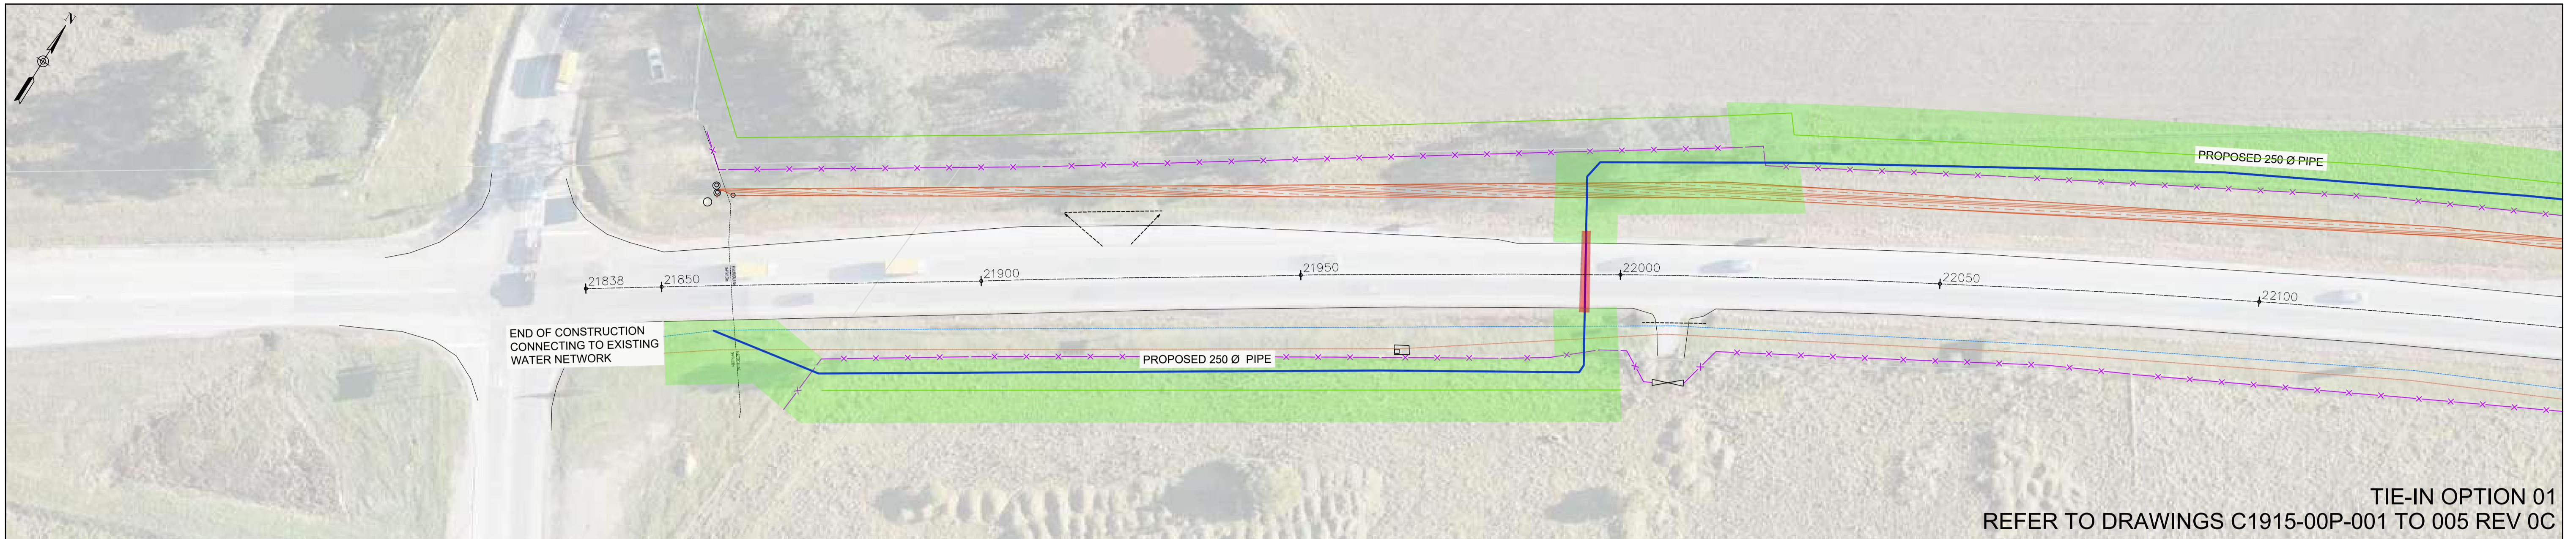 N
PROPOSED 250 Ø PIPE
21838
21850
21900
21950
22000
22050
22100
END OF CONSTRUCTION
CONNECTING TO EXISTING
WATER NETWORK
PROPOSED 250 Ø PIPE
TIE-IN OPTION 01
REFER TO DRAWINGS C1915-00P-001 TO 005 REV 0C